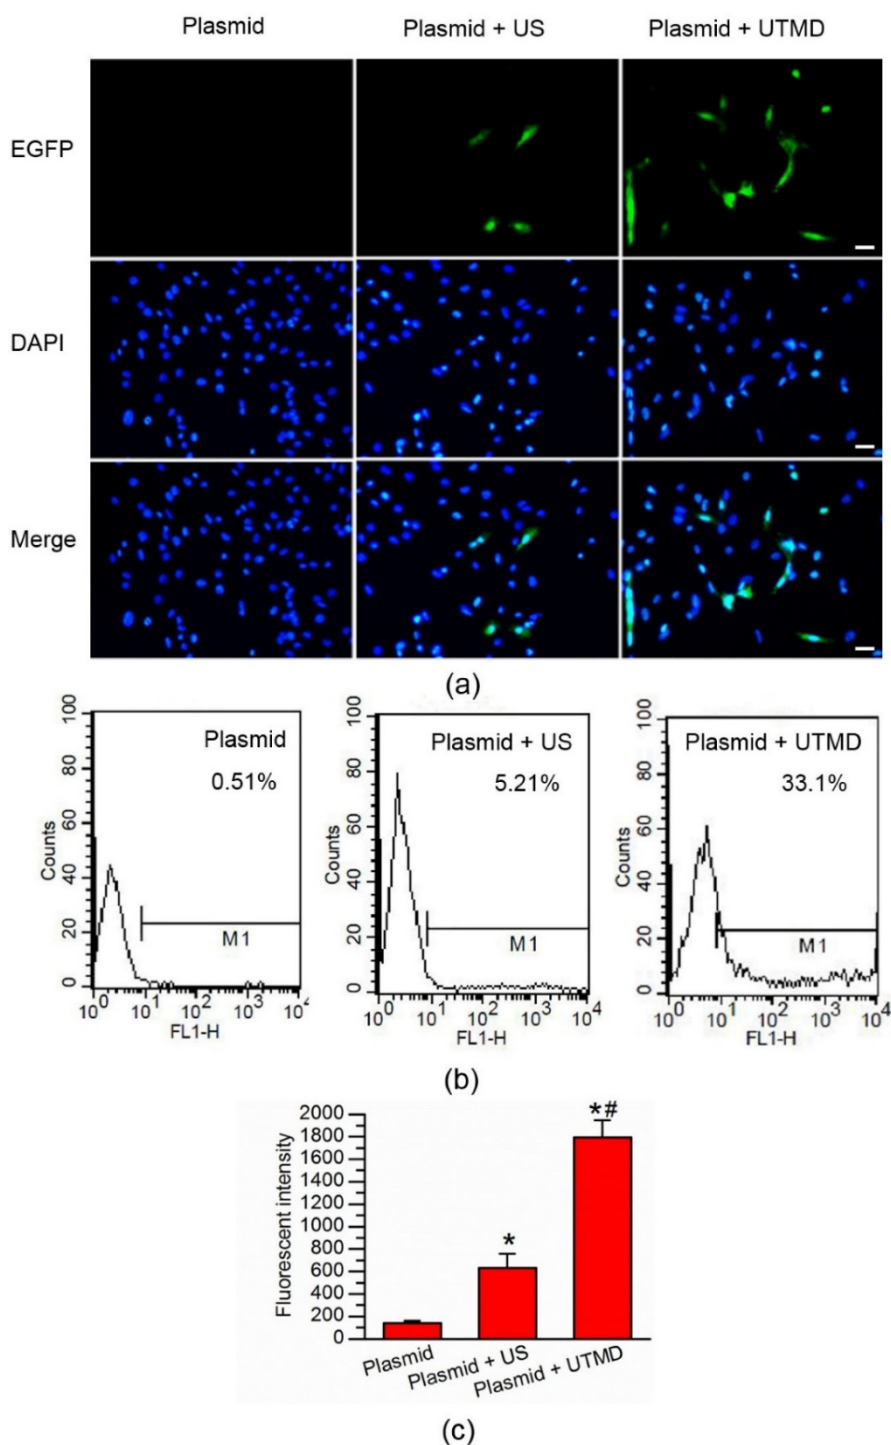 Plasmid Plasmid + US Plasmid + UTMD
EGFP
DAPI
Merge
(a)
100
80
60
40
20
0
Counts
Plasmid
0.51%
M1
10^0 10^1 10^2 10^3 10^4
FL1-H
100
80
60
40
20
0
Counts
Plasmid + US
5.21%
M1
10^0 10^1 10^2 10^3 10^4
FL1-H
100
80
60
40
20
0
Counts
Plasmid + UTMD
33.1%
M1
10^0 10^1 10^2 10^3 10^4
FL1-H
(b)
Fluorescent intensity
2000
1800
1600
1400
1200
1000
800
600
400
200
0
*
*#
Plasmid
Plasmid + US
Plasmid + UTMD
(c)